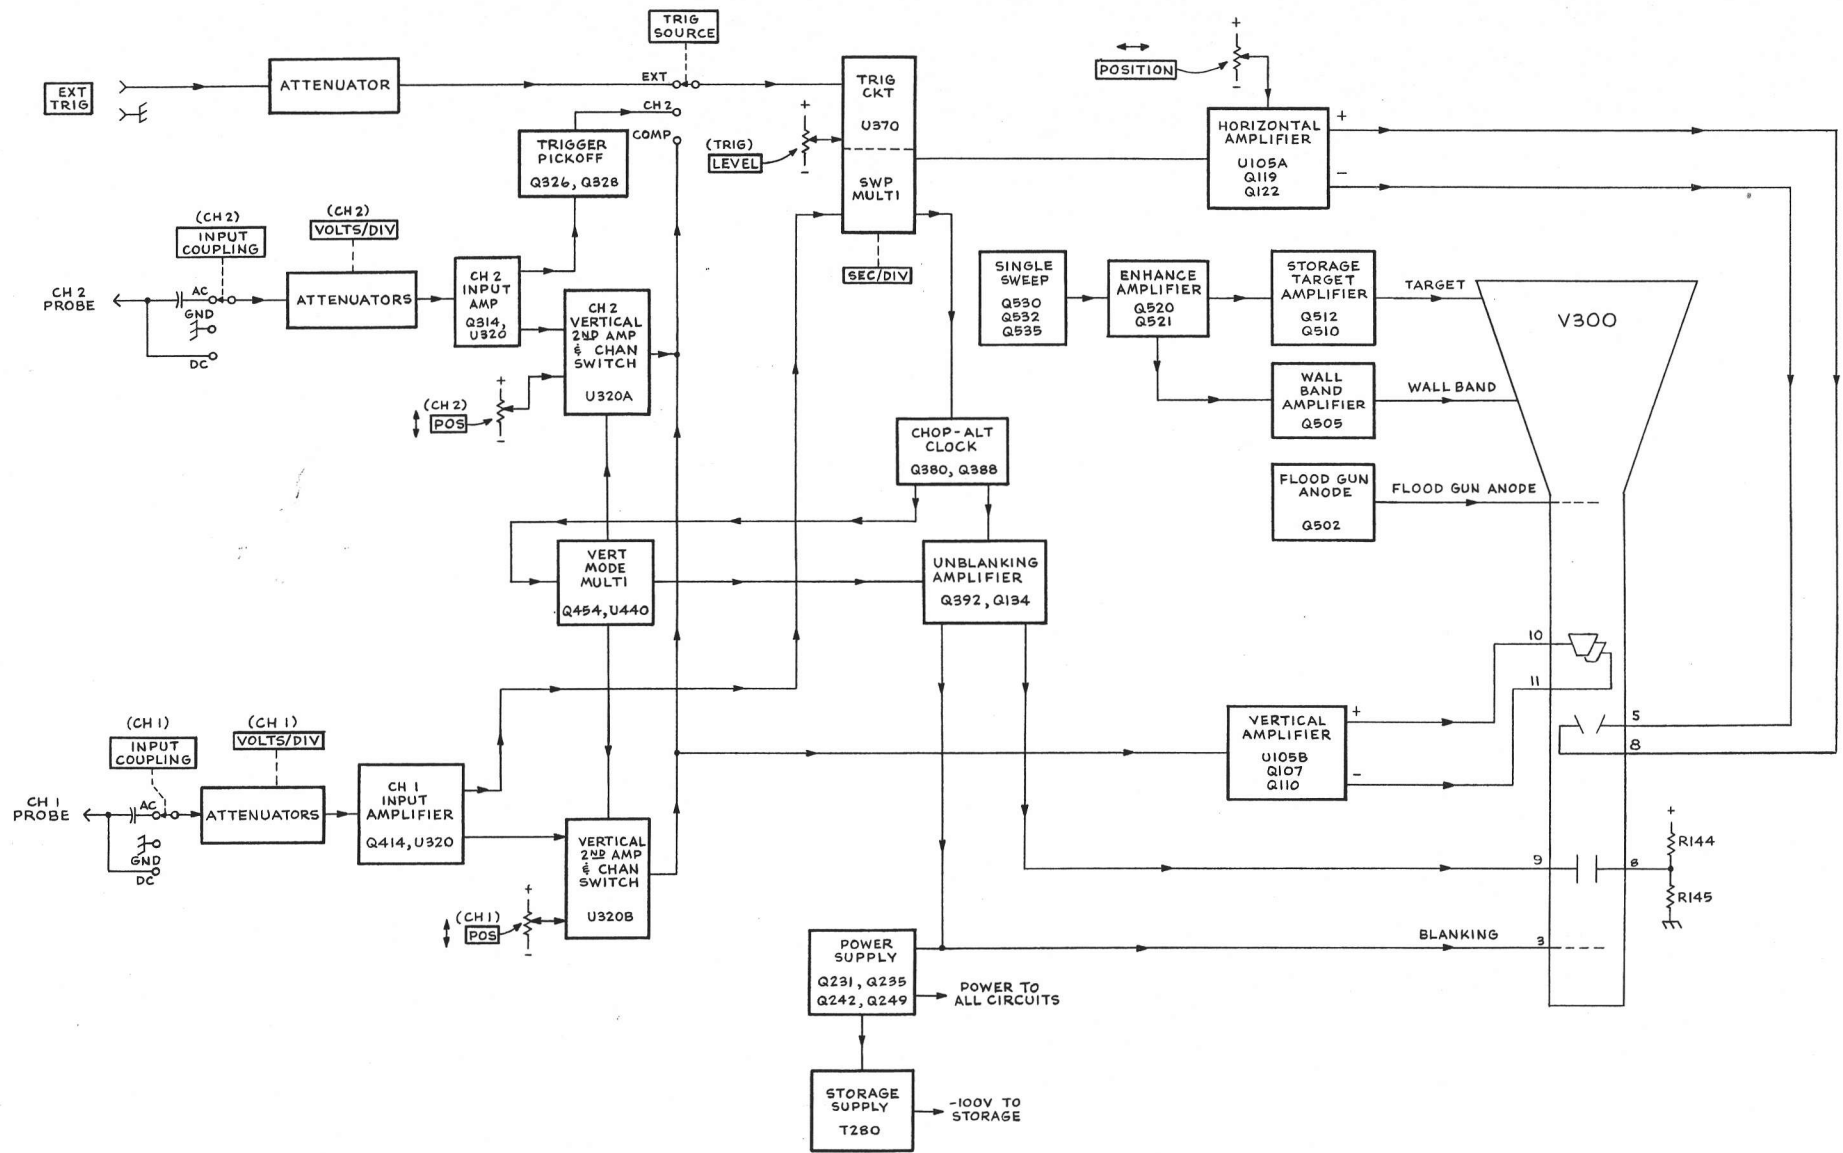 TRIG
SOURCE
EXT
TRIG
ATTENUATOR
EXT
CH 2
COMP
TRIGGER
PICKOFF
Q326, Q328
(TRIG)
LEVEL
+
-
TRIG
CKT
U370
SWP
MULTI
SEC/DIV
POSITION
+
-
HORIZONTAL
AMPLIFIER
U105A
Q119
Q122
+
-
(CH 2)
INPUT
COUPLING
(CH 2)
VOLTS/DIV
CH 2
PROBE
AC
GND
DC
ATTENUATORS
CH 2
INPUT
AMP
Q314,
U320
CH 2
VERTICAL
2ND AMP
& CHAN
SWITCH
U320A
(CH 2)
POS
+
-
SINGLE
SWEEP
Q530
Q532
Q535
ENHANCE
AMPLIFIER
Q520
Q521
STORAGE
TARGET
AMPLIFIER
Q512
Q510
TARGET
V300
WALL
BAND
AMPLIFIER
Q505
WALL BAND
FLOOD GUN
ANODE
Q502
FLOOD GUN ANODE
CHOP-ALT
CLOCK
Q380, Q388
VERT
MODE
MULTI
Q454, U440
UNBLANKING
AMPLIFIER
Q392, Q134
10
11
5
8
(CH 1)
INPUT
COUPLING
(CH 1)
VOLTS/DIV
CH 1
PROBE
AC
GND
DC
ATTENUATORS
CH 1
INPUT
AMPLIFIER
Q414, U320
VERTICAL
2ND AMP
& CHAN
SWITCH
U320B
(CH 1)
POS
+
-
VERTICAL
AMPLIFIER
U105B
Q107
Q110
+
-
+
R144
9
6
R145
BLANKING
3
POWER
SUPPLY
Q231, Q235
Q242, Q249
POWER TO
ALL CIRCUITS
STORAGE
SUPPLY
T280
-100V TO
STORAGE